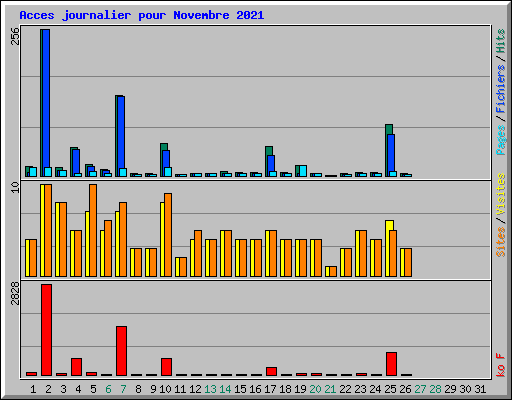 Acces journalier pour Novembre 2021
256
Pages / Fichiers / Hits
10
Sites / Visites
2828
ko F
1 2 3 4 5 6 7 8 9 10 11 12 13 14 15 16 17 18 19 20 21 22 23 24 25 26 27 28 29 30 31